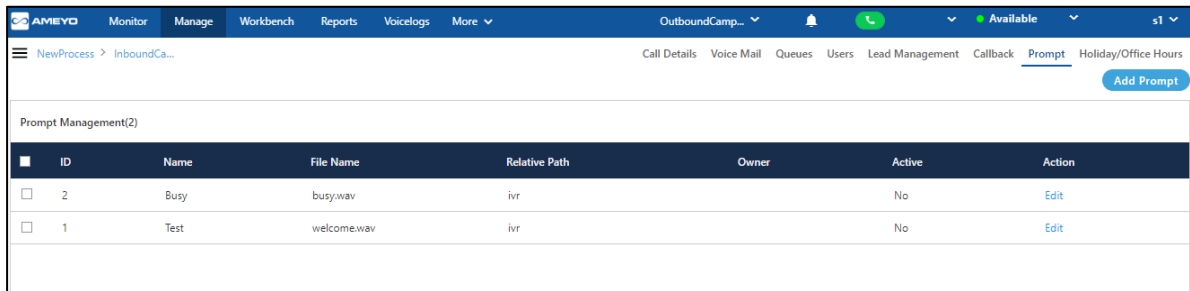 AMEYO Monitor Manage Workbench Reports Voicelogs More OutboundCamp... Available s1
NewProcess > InboundCa... Call Details Voice Mail Queues Users Lead Management Callback Prompt Holiday/Office Hours
Add Prompt
Prompt Management(2)
ID Name File Name Relative Path Owner Active Action
2 Busy busy.wav ivr No Edit
1 Test welcome.wav ivr No Edit